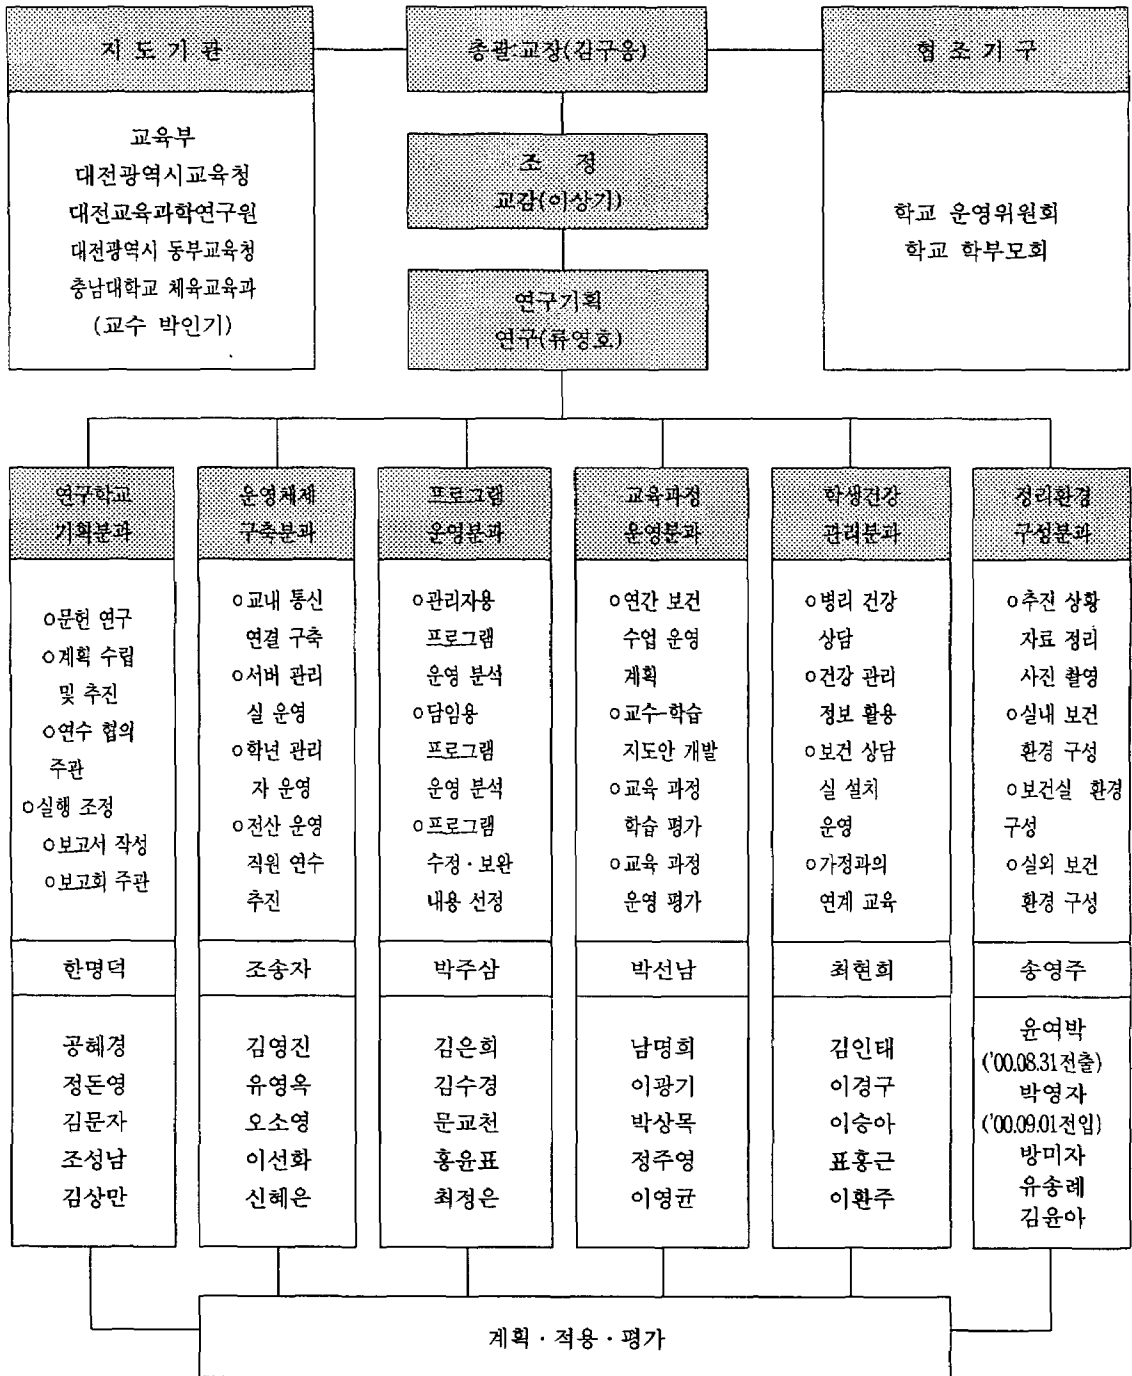 지 도 기 관
교육부
대전광역시교육청
대전교육과학연구원
대전광역시 동부교육청
충남대학교 체육교육과
(교수 박인기)
총괄:교장(김구응)
조 정
교감(이상기)
연구기획
연구(류영호)
협 조 기 구
학교 운영위원회
학교 학부모회
연구학교
기획분과
ㅇ문헌 연구
ㅇ계획 수립
및 추진
ㅇ연수 협의
주관
ㅇ실행 조정
ㅇ보고서 작성
ㅇ보고회 주관
한명덕
공혜경
정돈영
김문자
조성남
김상만
운영체제
구축분과
ㅇ교내 통신
연결 구축
ㅇ서버 관리
실 운영
ㅇ학년 관리
자 운영
ㅇ전산 운영
직원 연수
추진
조송자
김영진
유영옥
오소영
이선화
신혜은
프로그램
운영분과
ㅇ관리자용
프로그램
운영 분석
ㅇ담임용
프로그램
운영 분석
ㅇ프로그램
수정·보완
내용 선정
박주삼
김은희
김수경
문교천
홍윤표
최정은
교육과정
운영분과
ㅇ연간 보건
수업 운영
계획
ㅇ교수-학습
지도안 개발
ㅇ교육 과정
학습 평가
ㅇ교육 과정
운영 평가
박선남
남명희
이광기
박상목
정주영
이영균
학생건강
관리분과
ㅇ병리 건강
상담
ㅇ건강 관리
정보 활용
ㅇ보건 상담
실 설치
운영
ㅇ가정과의
연계 교육
최현희
김인태
이경구
이승아
표홍근
이환주
정리환경
구성분과
ㅇ추진 상황
자료 정리
사진 촬영
ㅇ실내 보건
환경 구성
ㅇ보건실 환경
구성
ㅇ실외 보건
환경 구성
송영주
윤여박
('00.08.31전출)
박영자
('00.09.01전입)
방미자
유송례
김윤아
계획·적용·평가